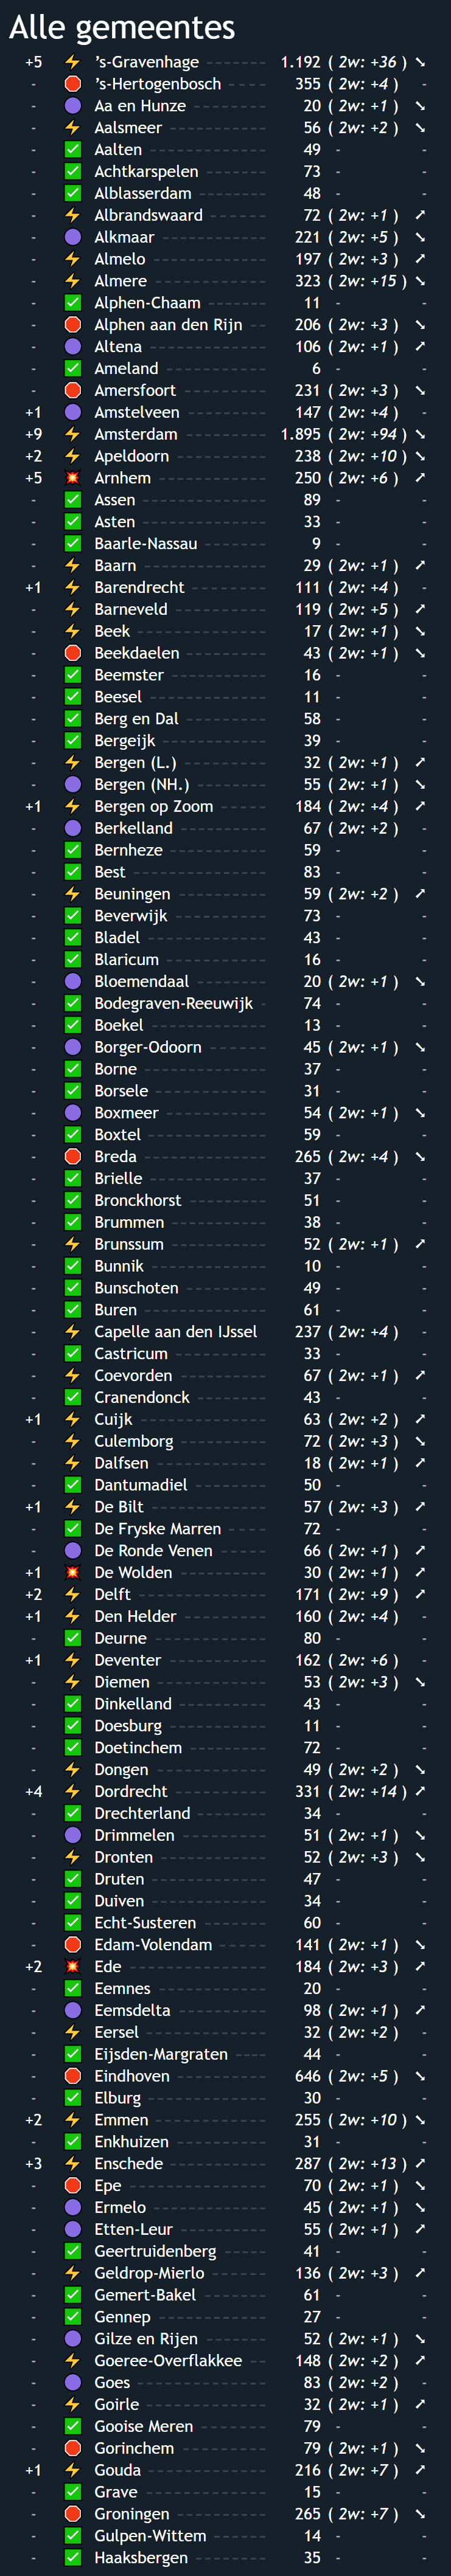 Alle gemeentes
+5 ⚡ ’s-Gravenhage 1.192 ( 2w: +36 ) ➘
- 🛑 ’s-Hertogenbosch 355 ( 2w: +4 ) -
- 🟣 Aa en Hunze 20 ( 2w: +1 ) ➘
- ⚡ Aalsmeer 56 ( 2w: +2 ) ➘
- ✅ Aalten 49 - -
- ✅ Achtkarspelen 73 - -
- ✅ Alblasserdam 48 - -
- ⚡ Albrandswaard 72 ( 2w: +1 ) ➚
- 🟣 Alkmaar 221 ( 2w: +5 ) ➘
- ⚡ Almelo 197 ( 2w: +3 ) ➚
- ⚡ Almere 323 ( 2w: +15 ) ➘
- ✅ Alphen-Chaam 11 - -
- 🛑 Alphen aan den Rijn 206 ( 2w: +3 ) ➘
- 🟣 Altena 106 ( 2w: +1 ) ➚
- ✅ Ameland 6 - -
- 🛑 Amersfoort 231 ( 2w: +3 ) ➘
+1 🟣 Amstelveen 147 ( 2w: +4 ) -
+9 ⚡ Amsterdam 1.895 ( 2w: +94 ) ➘
+2 ⚡ Apeldoorn 238 ( 2w: +10 ) ➘
+5 💥 Arnhem 250 ( 2w: +6 ) ➚
- ✅ Assen 89 - -
- ✅ Asten 33 - -
- ✅ Baarle-Nassau 9 - -
- ⚡ Baarn 29 ( 2w: +1 ) ➚
+1 ⚡ Barendrecht 111 ( 2w: +4 ) -
- ⚡ Barneveld 119 ( 2w: +5 ) ➚
- ⚡ Beek 17 ( 2w: +1 ) ➘
- 🛑 Beekdaelen 43 ( 2w: +1 ) ➘
- ✅ Beemster 16 - -
- ✅ Beesel 11 - -
- ✅ Berg en Dal 58 - -
- ✅ Bergeijk 39 - -
- ⚡ Bergen (L.) 32 ( 2w: +1 ) ➚
- 🟣 Bergen (NH.) 55 ( 2w: +1 ) ➘
+1 ⚡ Bergen op Zoom 184 ( 2w: +4 ) ➚
- 🟣 Berkelland 67 ( 2w: +2 ) -
- ✅ Bernheze 59 - -
- ✅ Best 83 - -
- ⚡ Beuningen 59 ( 2w: +2 ) ➚
- ✅ Beverwijk 73 - -
- ✅ Bladel 43 - -
- ✅ Blaricum 16 - -
- 🟣 Bloemendaal 20 ( 2w: +1 ) ➘
- ✅ Bodegraven-Reeuwijk 74 - -
- ✅ Boekel 13 - -
- 🟣 Borger-Odoorn 45 ( 2w: +1 ) ➘
- ✅ Borne 37 - -
- ✅ Borsele 31 - -
- 🟣 Boxmeer 54 ( 2w: +1 ) ➘
- ✅ Boxtel 59 - -
- 🛑 Breda 265 ( 2w: +4 ) ➘
- ✅ Brielle 37 - -
- ✅ Bronckhorst 51 - -
- ✅ Brummen 38 - -
- ⚡ Brunssum 52 ( 2w: +1 ) ➚
- ✅ Bunnik 10 - -
- ✅ Bunschoten 49 - -
- ✅ Buren 61 - -
- ⚡ Capelle aan den IJssel 237 ( 2w: +4 ) -
- ✅ Castricum 33 - -
- ⚡ Coevorden 67 ( 2w: +1 ) ➚
- ✅ Cranendonck 43 - -
+1 ⚡ Cuijk 63 ( 2w: +2 ) ➚
- ⚡ Culemborg 72 ( 2w: +3 ) ➘
- ⚡ Dalfsen 18 ( 2w: +1 ) ➚
- ✅ Dantumadiel 50 - -
+1 ⚡ De Bilt 57 ( 2w: +3 ) ➚
- ✅ De Fryske Marren 72 - -
- 🟣 De Ronde Venen 66 ( 2w: +1 ) ➚
+1 💥 De Wolden 30 ( 2w: +1 ) ➚
+2 ⚡ Delft 171 ( 2w: +9 ) ➚
+1 ⚡ Den Helder 160 ( 2w: +4 ) -
- ✅ Deurne 80 - -
+1 ⚡ Deventer 162 ( 2w: +6 ) -
- ⚡ Diemen 53 ( 2w: +3 ) ➘
- ✅ Dinkelland 43 - -
- ✅ Doesburg 11 - -
- ✅ Doetinchem 72 - -
- ⚡ Dongen 49 ( 2w: +2 ) ➘
+4 ⚡ Dordrecht 331 ( 2w: +14 ) ➚
- ✅ Drechterland 34 - -
- 🟣 Drimmelen 51 ( 2w: +1 ) ➘
- ⚡ Dronten 52 ( 2w: +3 ) ➘
- ✅ Druten 47 - -
- ✅ Duiven 34 - -
- ✅ Echt-Susteren 60 - -
- 🛑 Edam-Volendam 141 ( 2w: +1 ) ➘
+2 💥 Ede 184 ( 2w: +3 ) ➚
- ✅ Eemnes 20 - -
- 🟣 Eemsdelta 98 ( 2w: +1 ) ➚
- ⚡ Eersel 32 ( 2w: +2 ) -
- ✅ Eijsden-Margraten 44 - -
- 🛑 Eindhoven 646 ( 2w: +5 ) ➘
- ✅ Elburg 30 - -
+2 ⚡ Emmen 255 ( 2w: +10 ) ➘
- ✅ Enkhuizen 31 - -
+3 ⚡ Enschede 287 ( 2w: +13 ) ➚
- 🛑 Epe 70 ( 2w: +1 ) ➘
- 🟣 Ermelo 45 ( 2w: +1 ) ➘
- 🟣 Etten-Leur 55 ( 2w: +1 ) ➚
- ✅ Geertruidenberg 41 - -
- ⚡ Geldrop-Mierlo 136 ( 2w: +3 ) ➚
- ✅ Gemert-Bakel 61 - -
- ✅ Gennep 27 - -
- 🟣 Gilze en Rijen 52 ( 2w: +1 ) ➘
- ⚡ Goeree-Overflakkee 148 ( 2w: +2 ) ➚
- 🟣 Goes 83 ( 2w: +2 ) -
- ⚡ Goirle 32 ( 2w: +1 ) ➚
- ✅ Gooise Meren 79 - -
- 🛑 Gorinchem 79 ( 2w: +1 ) ➘
+1 ⚡ Gouda 216 ( 2w: +7 ) ➚
- ✅ Grave 15 - -
- 🛑 Groningen 265 ( 2w: +7 ) ➘
- ✅ Gulpen-Wittem 14 - -
- ✅ Haaksbergen 35 - -